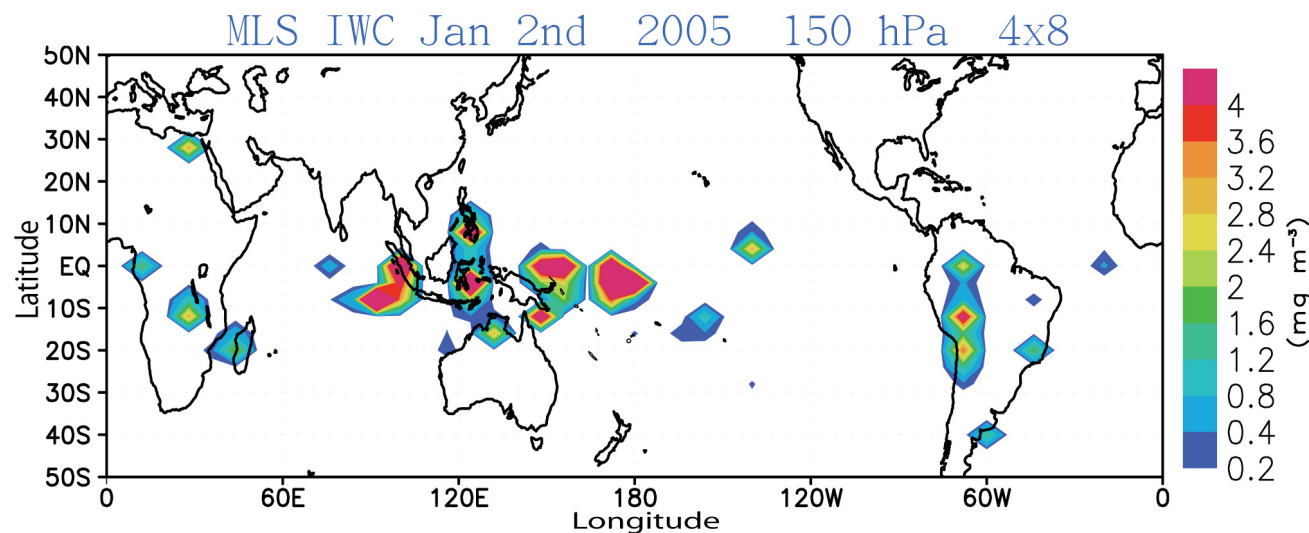 MLS IWC Jan 2nd 2005 150 hPa 4x8
50N
40N
30N
20N
10N
EQ
10S
20S
30S
40S
50S
Latitude
0 60E 120E 180 120W 60W 0
Longitude
4
3.6
3.2
2.8
2.4
2
1.6
1.2
0.8
0.4
0.2
(mg m⁻³)